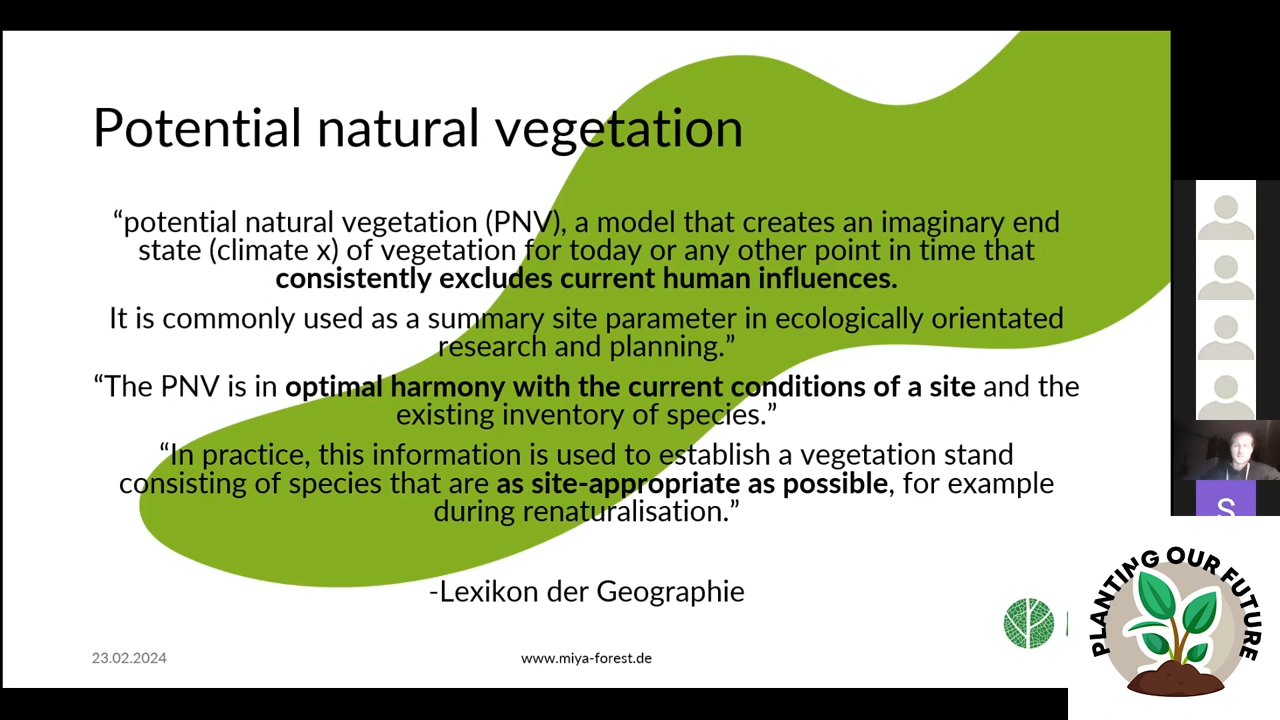 Potential natural vegetation
“potential natural vegetation (PNV), a model that creates an imaginary end
state (climate x) of vegetation for today or any other point in time that
consistently excludes current human influences.
It is commonly used as a summary site parameter in ecologically orientated
research and planning.”
“The PNV is in optimal harmony with the current conditions of a site and the
existing inventory of species.”
“In practice, this information is used to establish a vegetation stand
consisting of species that are as site-appropriate as possible, for example
during renaturalisation.”
-Lexikon der Geographie
23.02.2024
www.miya-forest.de
S
PLANTING OUR FUTURE